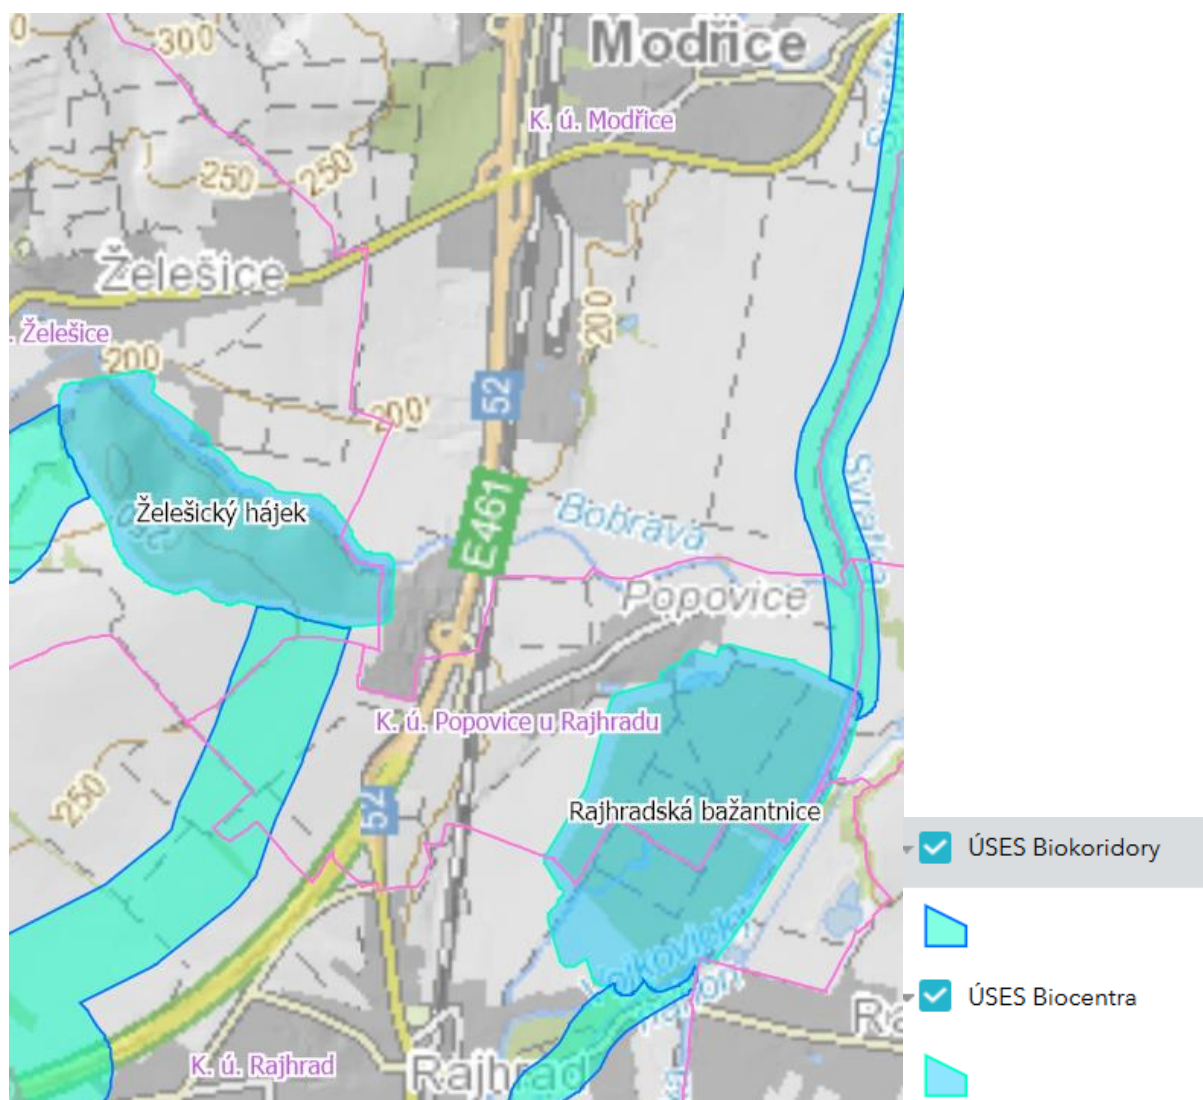 300
Modřice
K. ú. Modřice
250
250
Želešice
200
. Želešice
200
52
200
Svratka
Želešický hájek
Bobrava
E461
Popovice
K. ú. Popovice u Rajhradu
250
52
Rajhradská bažantnice
ÚSES Biokoridory
ÚSES Biocentra
Ra
K. ú. Rajhrad
Rajhrad